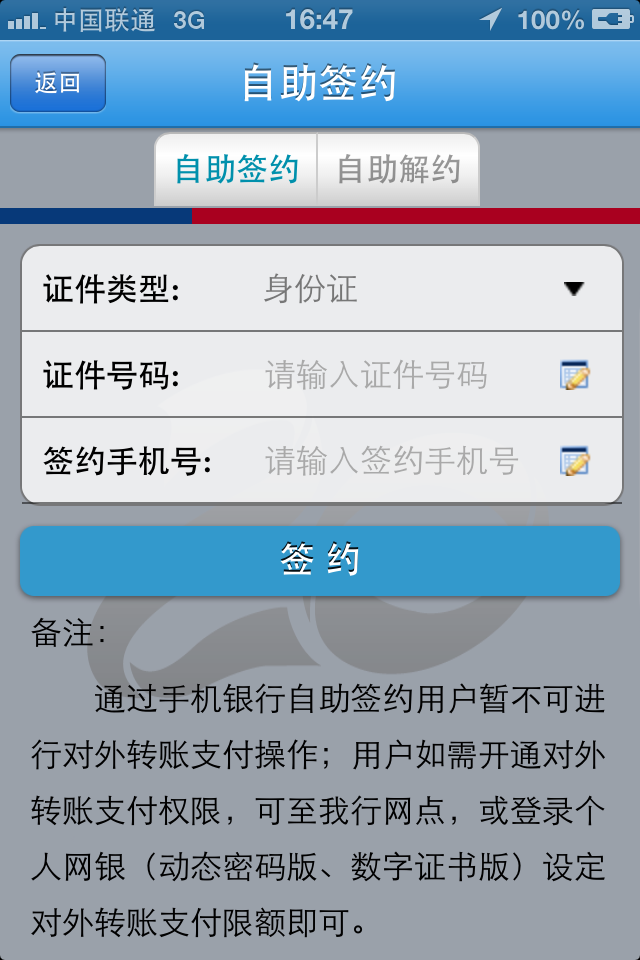 中国联通 3G 16:47 100%
返回 自助签约
自助签约 自助解约
证件类型: 身份证
证件号码: 请输入证件号码
签约手机号: 请输入签约手机号
签 约
备注：
通过手机银行自助签约用户暂不可进
行对外转账支付操作；用户如需开通对外
转账支付权限，可至我行网点，或登录个
人网银（动态密码版、数字证书版）设定
对外转账支付限额即可。